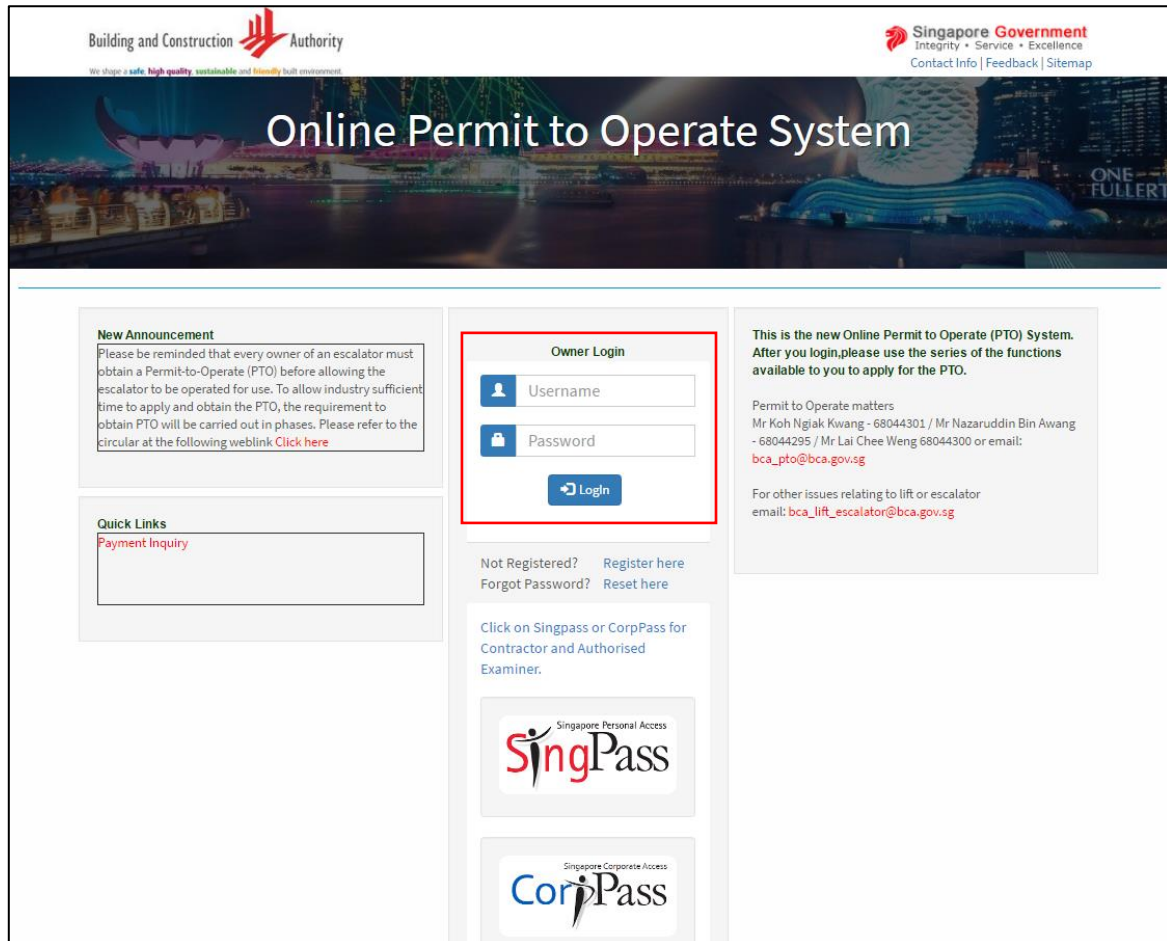 Building and Construction Authority
We shape a safe, high quality, sustainable and friendly built environment.
Singapore Government
Integrity • Service • Excellence
Contact Info | Feedback | Sitemap
Online Permit to Operate System
ONE
FULLERT
New Announcement
Please be reminded that every owner of an escalator must
obtain a Permit-to-Operate (PTO) before allowing the
escalator to be operated for use. To allow industry sufficient
time to apply and obtain the PTO, the requirement to
obtain PTO will be carried out in phases. Please refer to the
circular at the following weblink Click here
Quick Links
Payment Inquiry
Owner Login
Username
Password
LogIn
Not Registered? Register here
Forgot Password? Reset here
Click on Singpass or CorpPass for
Contractor and Authorised
Examiner.
Singapore Personal Access
SingPass
Singapore Corporate Access
CorpPass
This is the new Online Permit to Operate (PTO) System.
After you login,please use the series of the functions
available to you to apply for the PTO.
Permit to Operate matters
Mr Koh Ngiak Kwang - 68044301 / Mr Nazaruddin Bin Awang
- 68044295 / Mr Lai Chee Weng 68044300 or email:
bca_pto@bca.gov.sg
For other issues relating to lift or escalator
email: bca_lift_escalator@bca.gov.sg